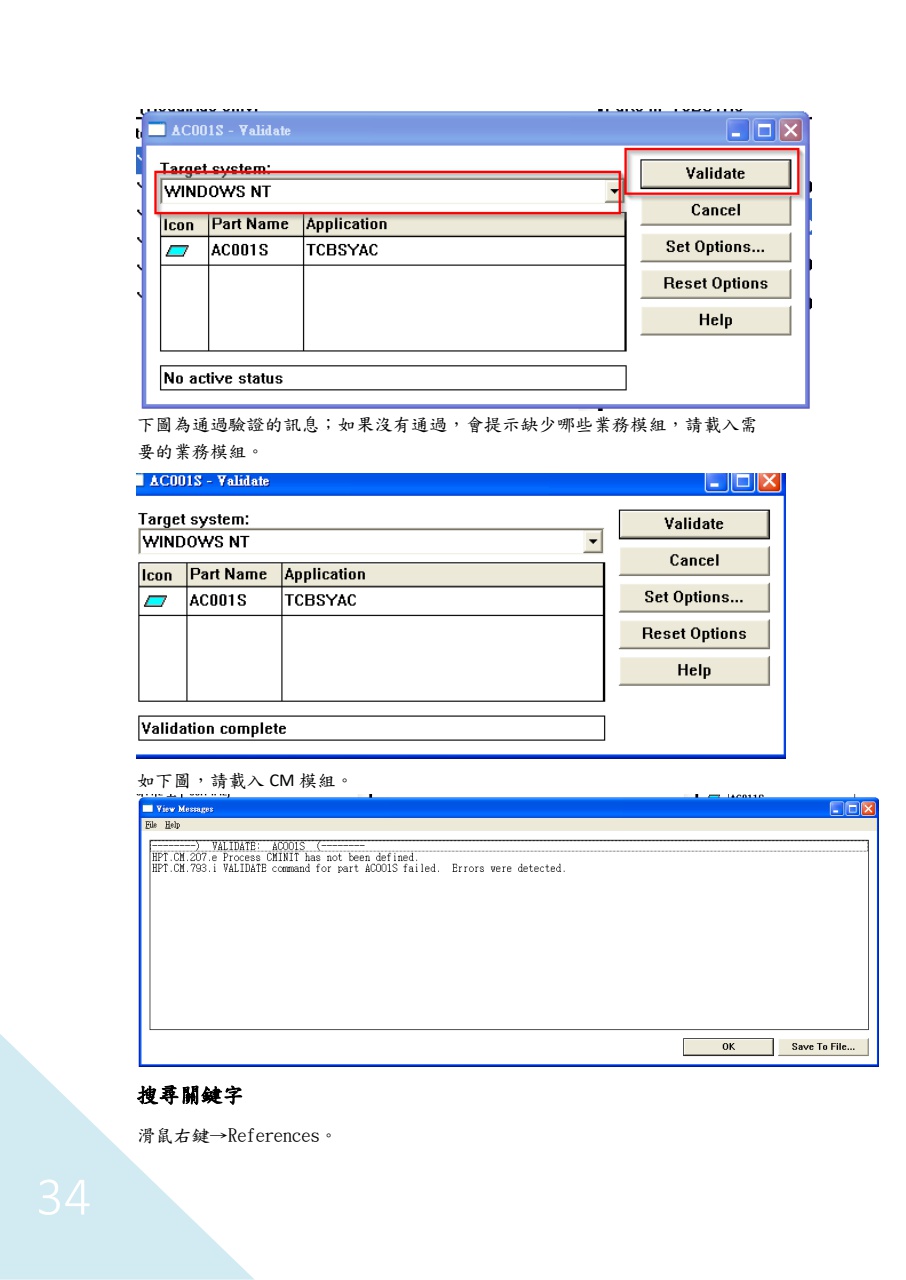 AC001S - Validate
Target system:
WINDOWS NT
Icon Part Name Application
AC001S TCBSYAC
No active status
Validate
Cancel
Set Options...
Reset Options
Help
下圖為通過驗證的訊息；如果沒有通過，會提示缺少哪些業務模組，請載入需
要的業務模組。
AC001S - Validate
Target system:
WINDOWS NT
Icon Part Name Application
AC001S TCBSYAC
Validation complete
Validate
Cancel
Set Options...
Reset Options
Help
如下圖，請載入 CM 模組。
View Messages
File Help
--------) VALIDATE: AC001S (--------
HPT.CM.207.e Process CMINIT has not been defined.
HPT.CM.793.i VALIDATE command for part AC001S failed. Errors were detected.
OK Save To File...
搜尋關鍵字
滑鼠右鍵→References。
34